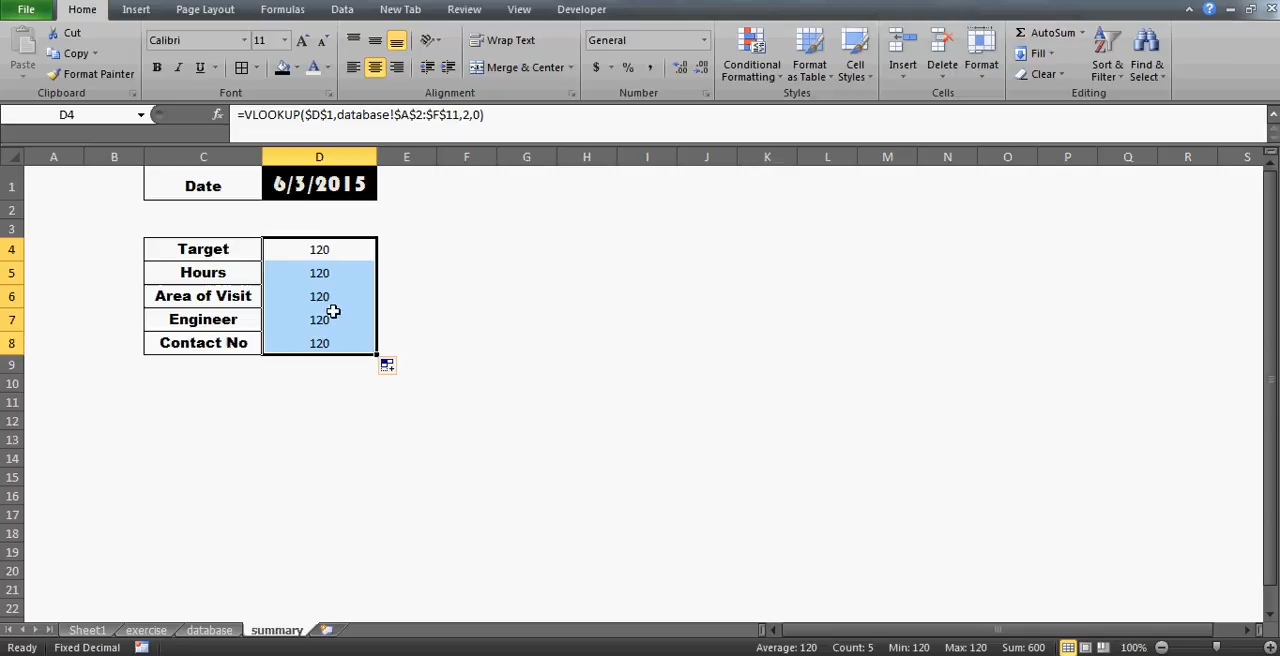 File Home Insert Page Layout Formulas Data New Tab Review View Developer
Cut
Copy
Format Painter
Paste
Clipboard
Calibri 11
B I U
Font
Wrap Text
Merge & Center
Alignment
General
$ % ,
Number
Conditional Formatting
Format as Table
Cell Styles
Styles
Insert Delete Format
Cells
Σ AutoSum
Fill
Clear
Sort & Filter
Find & Select
Editing
D4 fx =VLOOKUP($D$1,database!$A$2:$F$11,2,0)
A B C D E F G H I J K L M N O P Q R S
1 Date 6/3/2015
2
3
4 Target 120
5 Hours 120
6 Area of Visit 120
7 Engineer 120
8 Contact No 120
9
10
11
12
13
14
15
16
17
18
19
20
21
22
Sheet1 exercise database summary
Ready Fixed Decimal Average: 120 Count: 5 Min: 120 Max: 120 Sum: 600 100%